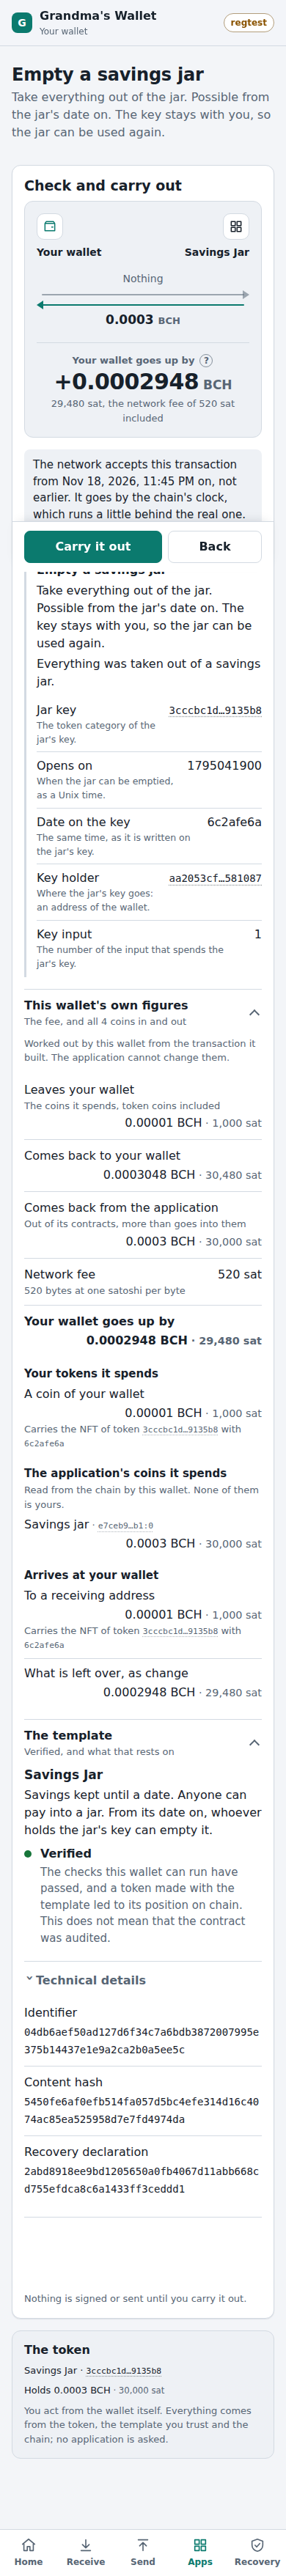 G
Grandma's Wallet
Your wallet
regtest
Empty a savings jar
Take everything out of the jar. Possible from
the jar's date on. The key stays with you, so
the jar can be used again.
Check and carry out
Your wallet
Savings Jar
Nothing
0.0003 BCH
Your wallet goes up by ?
+0.0002948 BCH
29,480 sat, the network fee of 520 sat
included
The network accepts this transaction
from Nov 18, 2026, 11:45 PM on, not
earlier. It goes by the chain's clock,
which runs a little behind the real one.
Carry it out
Back
Empty a savings jar
Take everything out of the jar.
Possible from the jar's date on. The
key stays with you, so the jar can be
used again.
Everything was taken out of a savings
jar.
Jar key
3cccbc1d…9135b8
The token category of the
jar's key.
Opens on
1795041900
When the jar can be emptied,
as a Unix time.
Date on the key
6c2afe6a
The same time, as it is written on
the jar's key.
Key holder
aa2053cf…581087
Where the jar's key goes:
an address of the wallet.
Key input
1
The number of the input that spends the
jar's key.
This wallet's own figures
The fee, and all 4 coins in and out
Worked out by this wallet from the transaction it
built. The application cannot change them.
Leaves your wallet
The coins it spends, token coins included
0.00001 BCH · 1,000 sat
Comes back to your wallet
0.0003048 BCH · 30,480 sat
Comes back from the application
Out of its contracts, more than goes into them
0.0003 BCH · 30,000 sat
Network fee
520 sat
520 bytes at one satoshi per byte
Your wallet goes up by
0.0002948 BCH · 29,480 sat
Your tokens it spends
A coin of your wallet
0.00001 BCH · 1,000 sat
Carries the NFT of token 3cccbc1d…9135b8 with
6c2afe6a
The application's coins it spends
Read from the chain by this wallet. None of them
is yours.
Savings jar · e7ceb9…b1:0
0.0003 BCH · 30,000 sat
Arrives at your wallet
To a receiving address
0.00001 BCH · 1,000 sat
Carries the NFT of token 3cccbc1d…9135b8 with
6c2afe6a
What is left over, as change
0.0002948 BCH · 29,480 sat
The template
Verified, and what that rests on
Savings Jar
Savings kept until a date. Anyone can
pay into a jar. From its date on, whoever
holds the jar's key can empty it.
Verified
The checks this wallet can run have
passed, and a token made with the
template led to its position on chain.
This does not mean that the contract
was audited.
Technical details
Identifier
04db6aef50ad127d6f34c7a6bdb3872007995e
375b14437e1e9a2ca2b0a5ee5c
Content hash
5450fe6af0efb514fa057d5bc4efe314d16c40
74ac85ea525958d7e7fd4974da
Recovery declaration
2abd8918ee9bd1205650a0fb4067d11abb668c
d755efdca8c6a1433ff3ceddd1
Nothing is signed or sent until you carry it out.
The token
Savings Jar · 3cccbc1d…9135b8
Holds 0.0003 BCH · 30,000 sat
You act from the wallet itself. Everything comes
from the token, the template you trust and the
chain; no application is asked.
Home
Receive
Send
Apps
Recovery